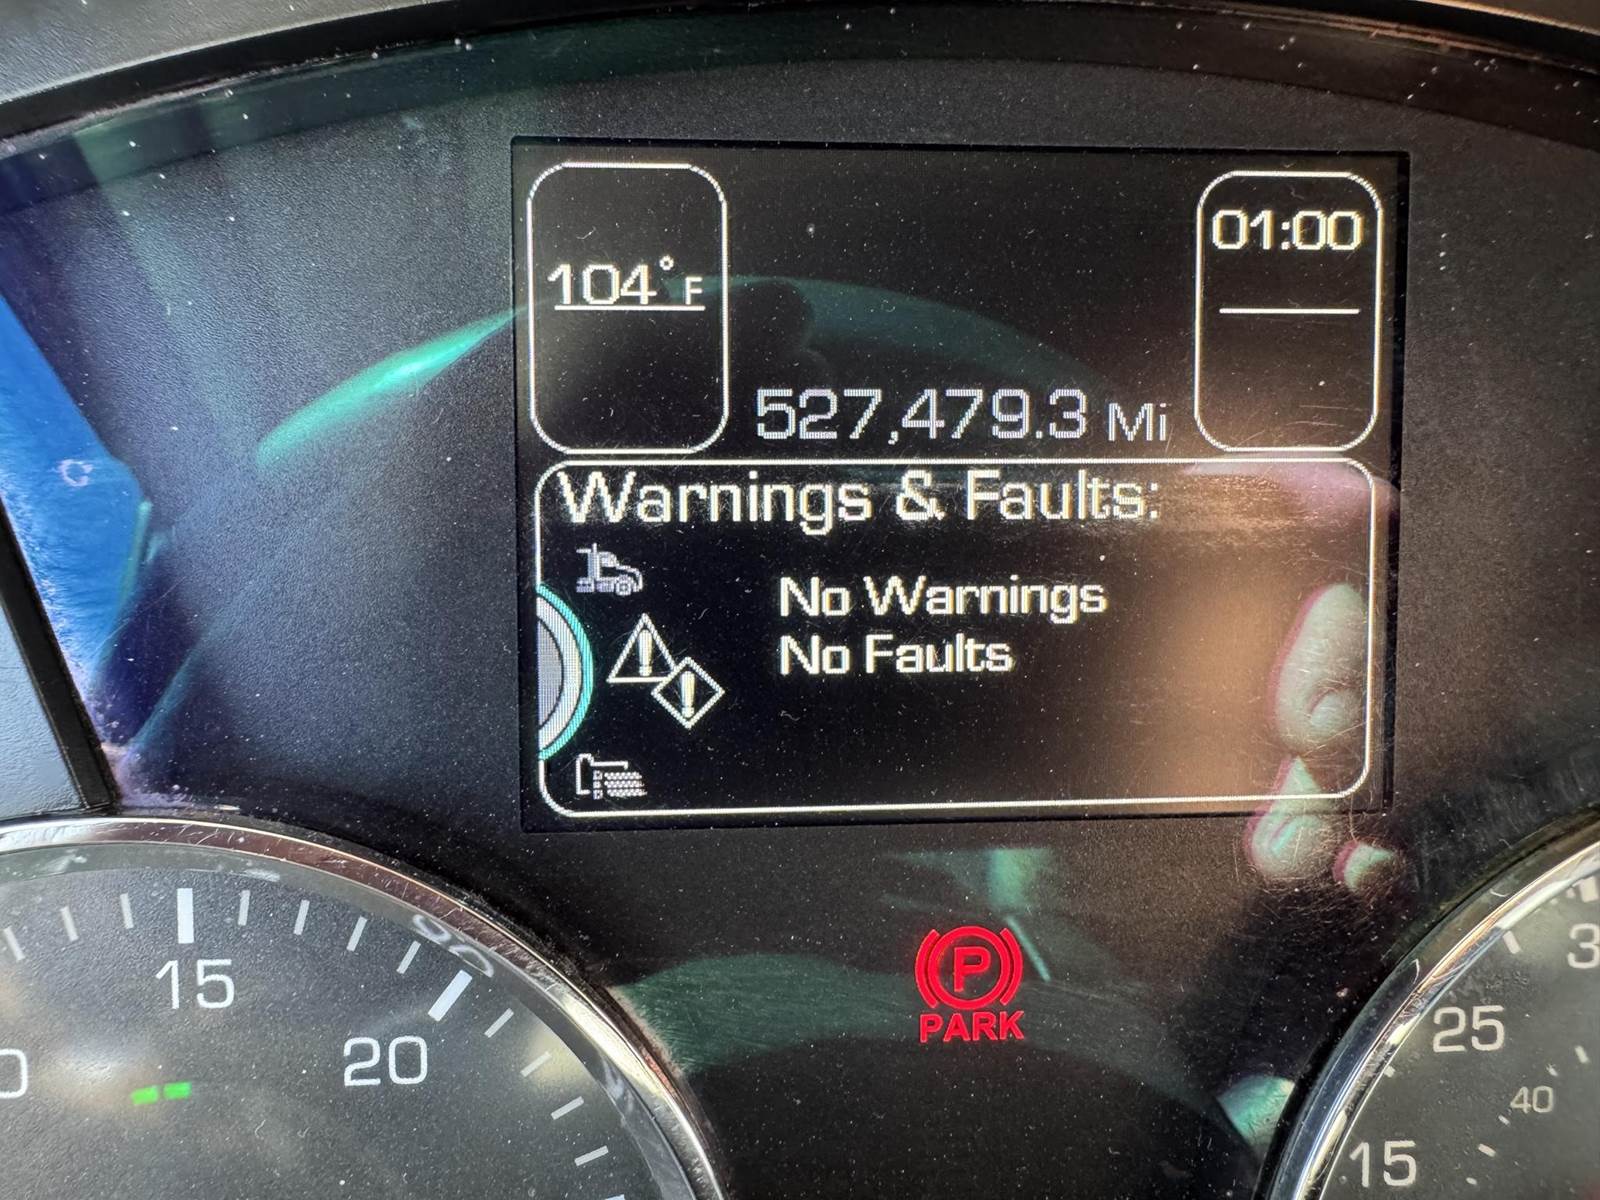 104°F
01:00
527,479.3 Mi
Warnings & Faults:
No Warnings
No Faults
P
PARK
15
20
25
40
15